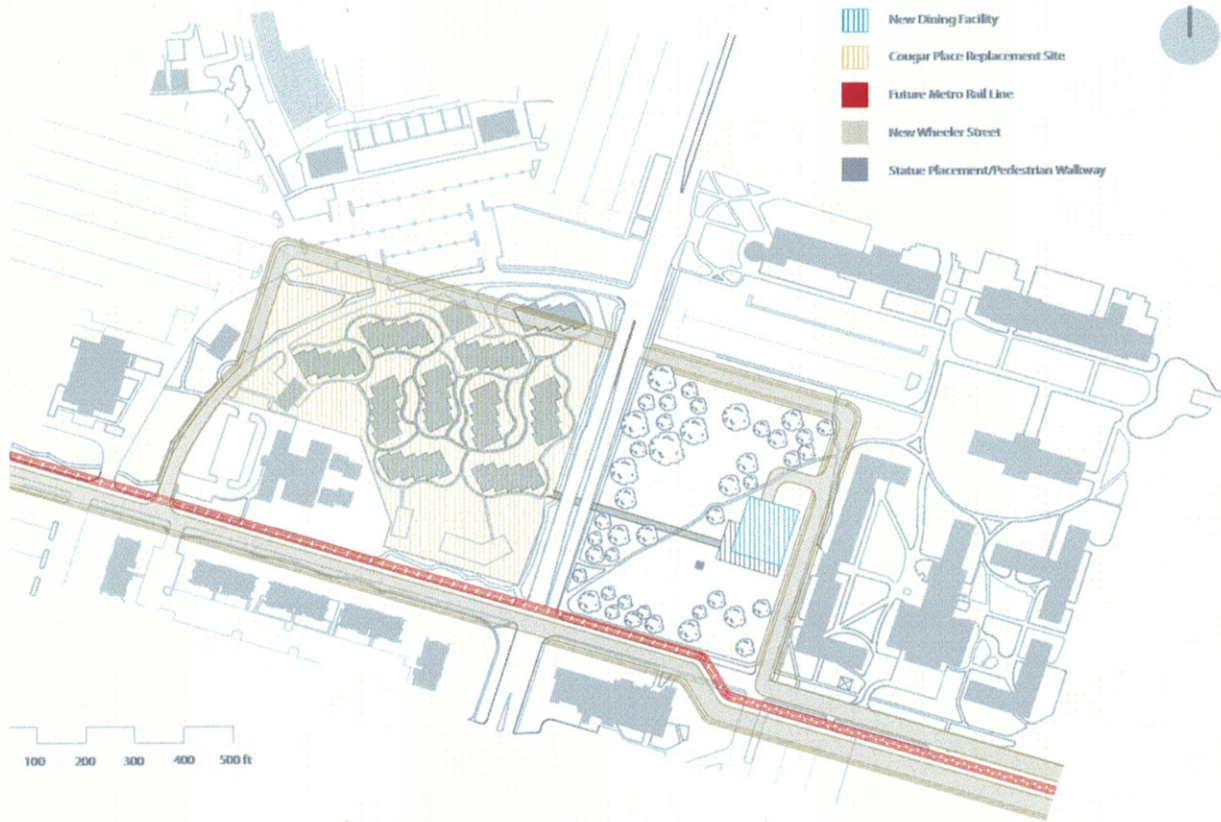 New Dining Facility
Cougar Place Replacement Site
Future Metro Rail Line
New Wheeler Street
Statue Placement/Pedestrian Walkway
100 200 300 400 500 ft